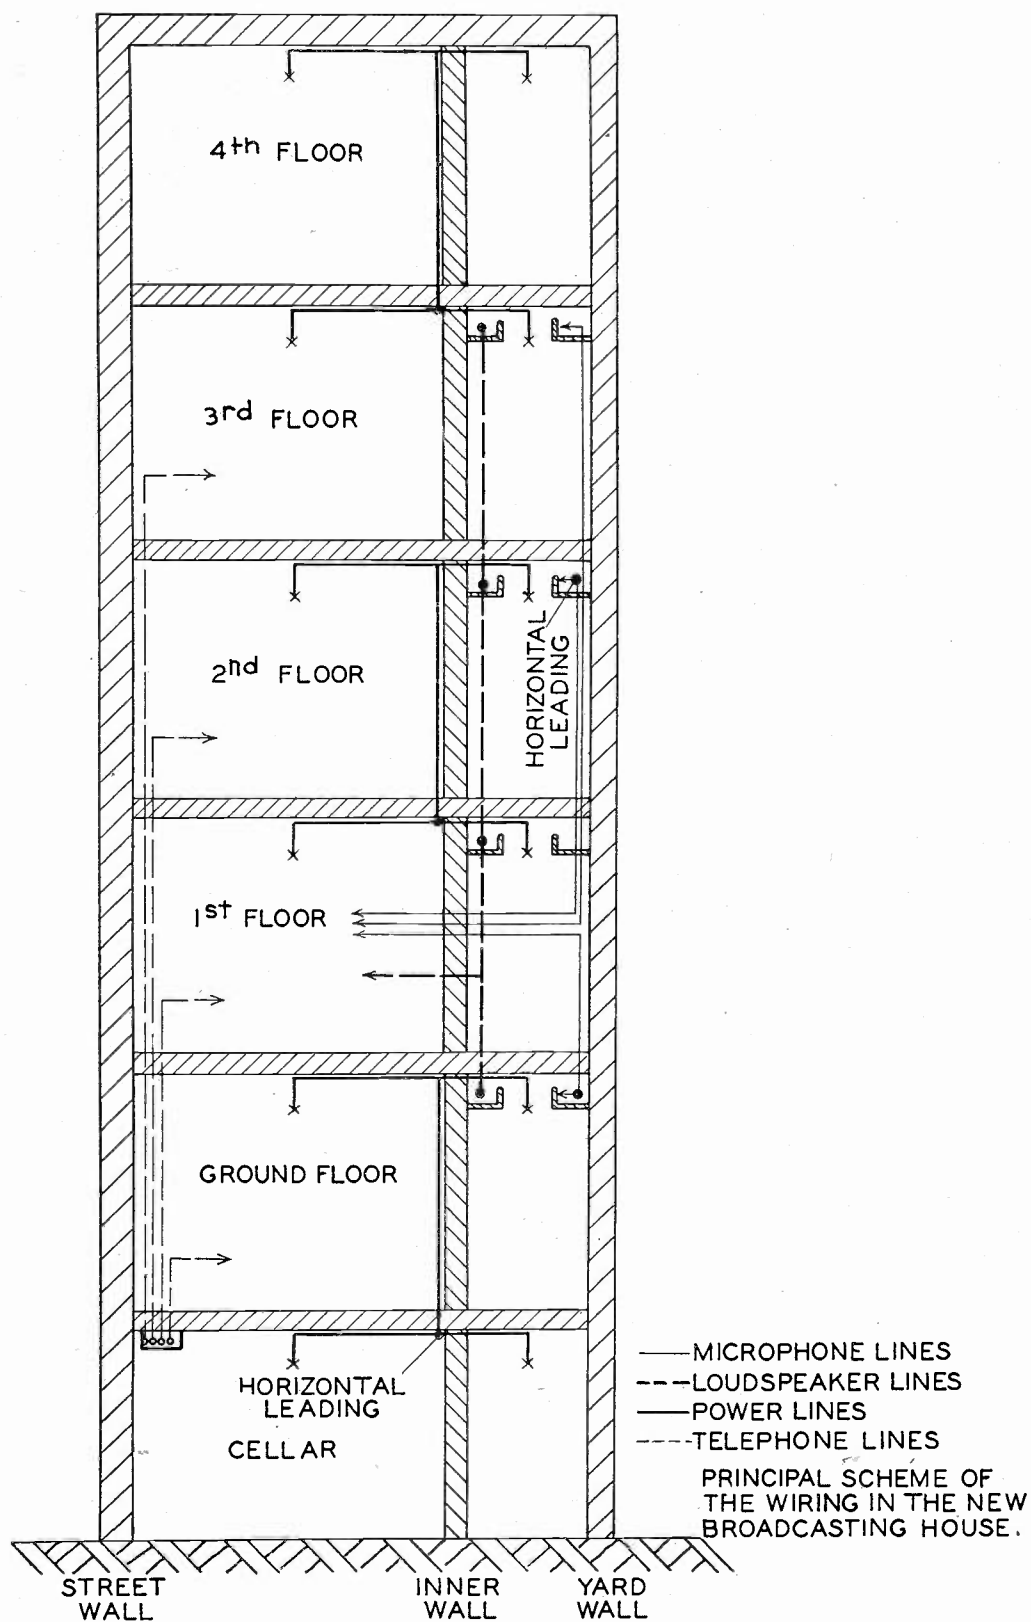 4th FLOOR
3rd FLOOR
2nd FLOOR
HORIZONTAL
LEADING
1st FLOOR
GROUND FLOOR
HORIZONTAL
LEADING
CELLAR
MICROPHONE LINES
LOUDSPEAKER LINES
POWER LINES
TELEPHONE LINES
PRINCIPAL SCHEME OF
THE WIRING IN THE NEW
BROADCASTING HOUSE.
STREET
WALL
INNER
WALL
YARD
WALL